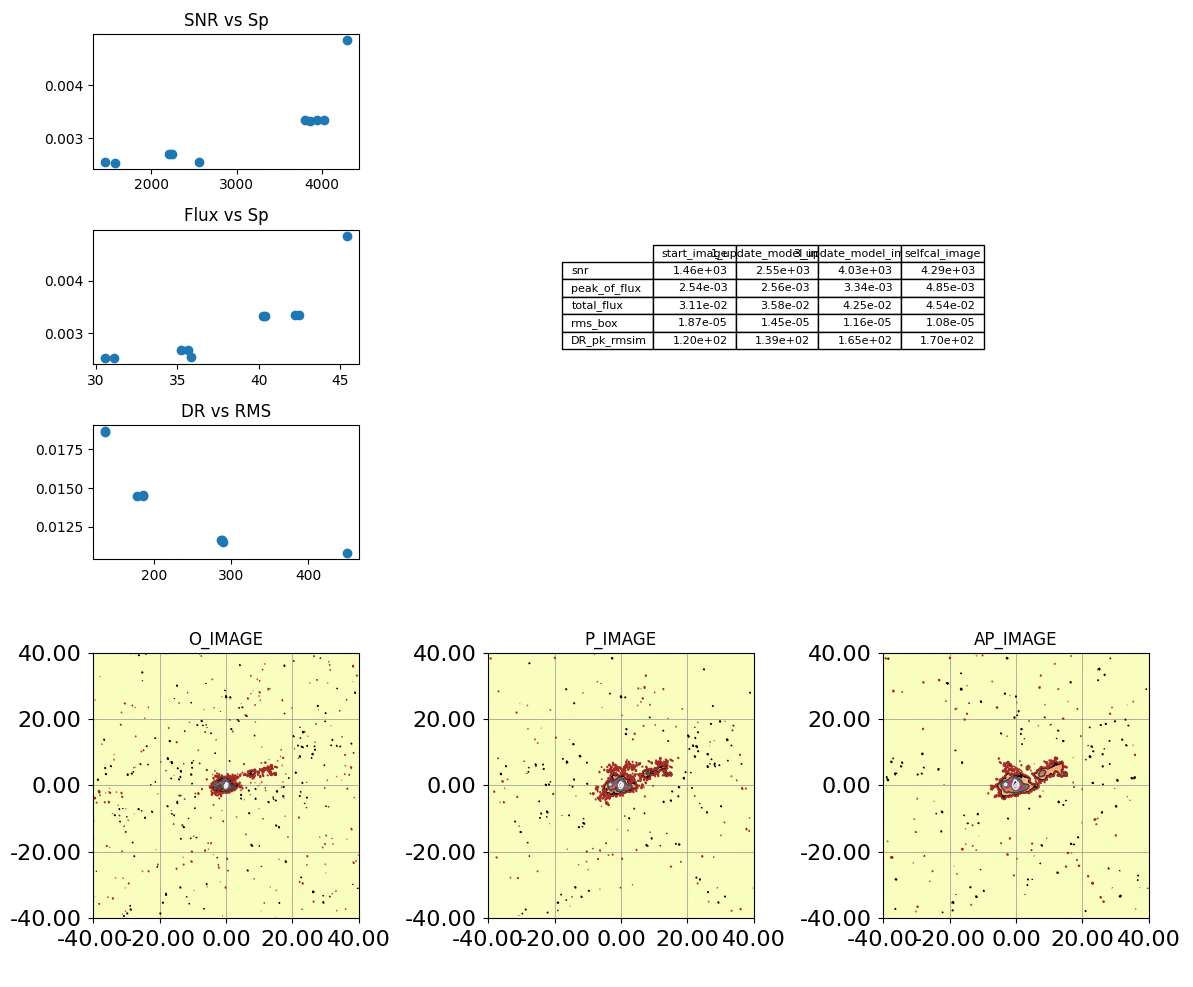 SNR vs Sp
0.004
0.003
2000 3000 4000
Flux vs Sp
0.004
0.003
30 35 40 45
start_image selfcal_image
snr 1.46e+03 2.55e+03 4.03e+03 4.29e+03
peak_of_flux 2.54e-03 2.56e-03 3.34e-03 4.85e-03
total_flux 3.11e-02 3.58e-02 4.25e-02 4.54e-02
rms_box 1.87e-05 1.45e-05 1.16e-05 1.08e-05
DR_pk_rmsim 1.20e+02 1.39e+02 1.65e+02 1.70e+02
DR vs RMS
0.0175
0.0150
0.0125
200 300 400
O_IMAGE P_IMAGE AP_IMAGE
40.00 40.00 40.00
20.00 20.00 20.00
0.00 0.00 0.00
-20.00 -20.00 -20.00
-40.00 -40.00 -40.00
-40.00 -20.00 0.00 20.00 40.00 -40.00 -20.00 0.00 20.00 40.00 -40.00 -20.00 0.00 20.00 40.00